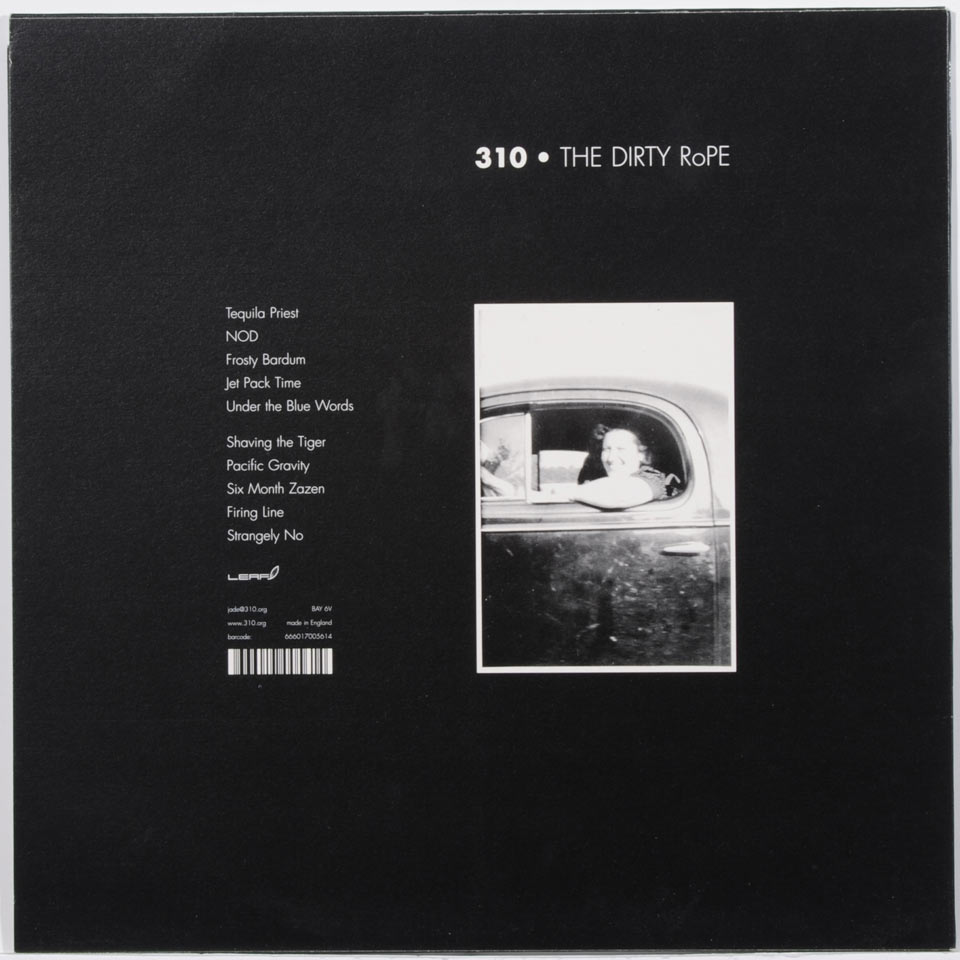 310 • THE DIRTY RoPE
Tequila Priest
NOD
Frosty Bardum
Jet Pack Time
Under the Blue Words
Shaving the Tiger
Pacific Gravity
Six Month Zazen
Firing Line
Strangely No
LEAF
jade@310.org BAY 6V
www.310.org made in England
barcode: 666017005614